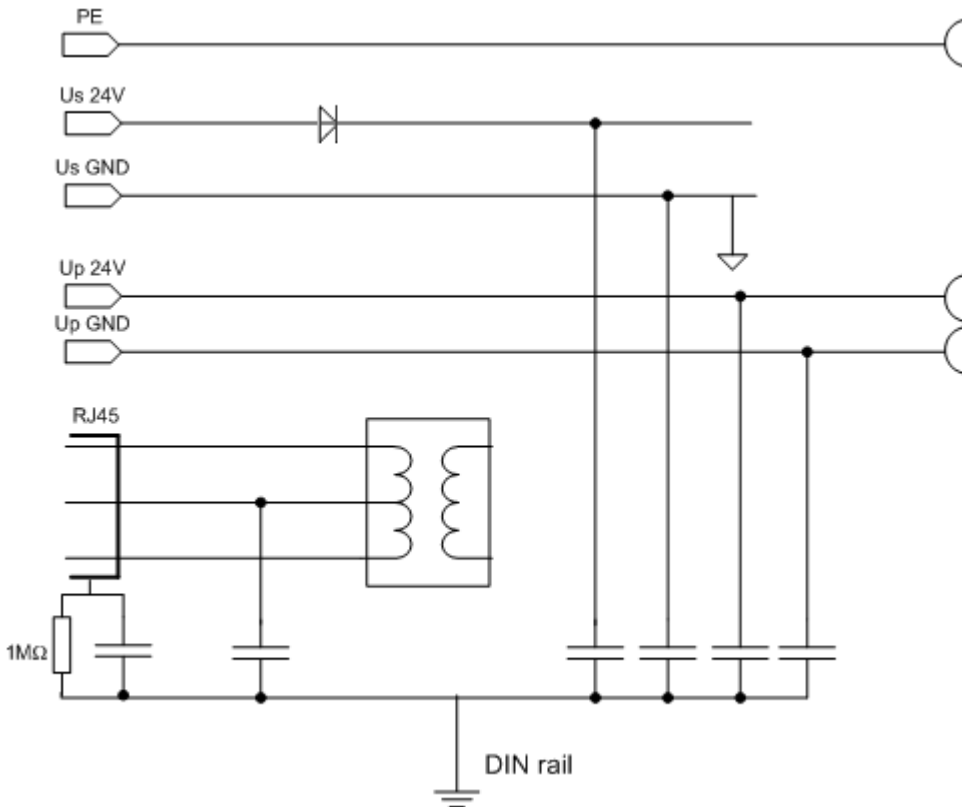 PE
Us 24V
Us GND
Up 24V
Up GND
RJ45
1MΩ
DIN rail